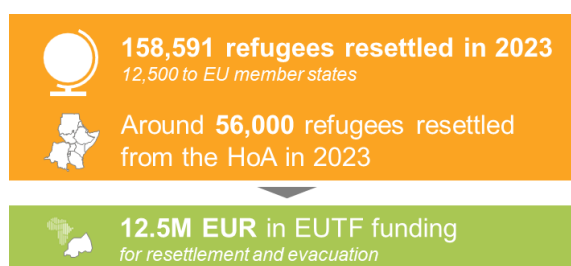 158,591 refugees resettled in 2023
12,500 to EU member states
Around 56,000 refugees resettled
from the HoA in 2023
12.5M EUR in EUTF funding
for resettlement and evacuation